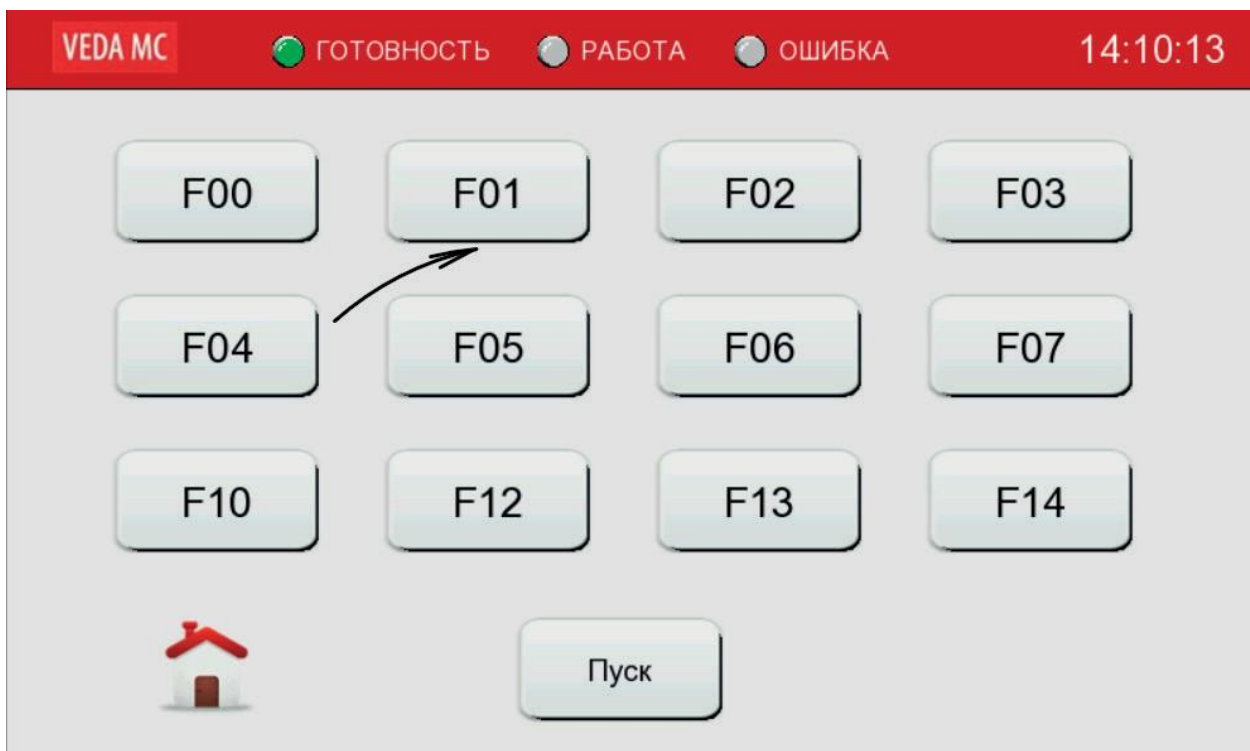 VEDA MC ГОТОВНОСТЬ РАБОТА ОШИБКА 14:10:13
F00 F01 F02 F03
F04 F05 F06 F07
F10 F12 F13 F14
Пуск